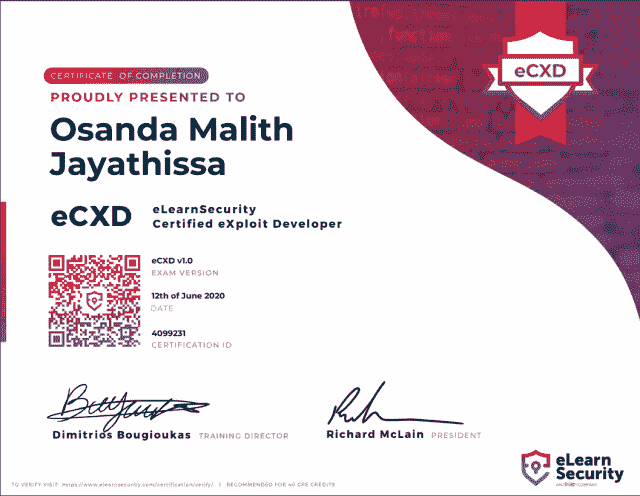 CERTIFICATE OF COMPLETION
PROUDLY PRESENTED TO
Osanda Malith
Jayathissa
eCXD
eCXD
eLearnSecurity
Certified eXploit Developer
eCXD v1.0
EXAM VERSION
12th of June 2020
DATE
4099231
CERTIFICATION ID
Dimitrios Bougioukas TRAINING DIRECTOR
Richard McLain PRESIDENT
eLearn
Security
TO VERIFY VISIT: https://www.elearnsecurity.com/certification/verify/ | RECOMMENDED FOR 40 CPE CREDITS